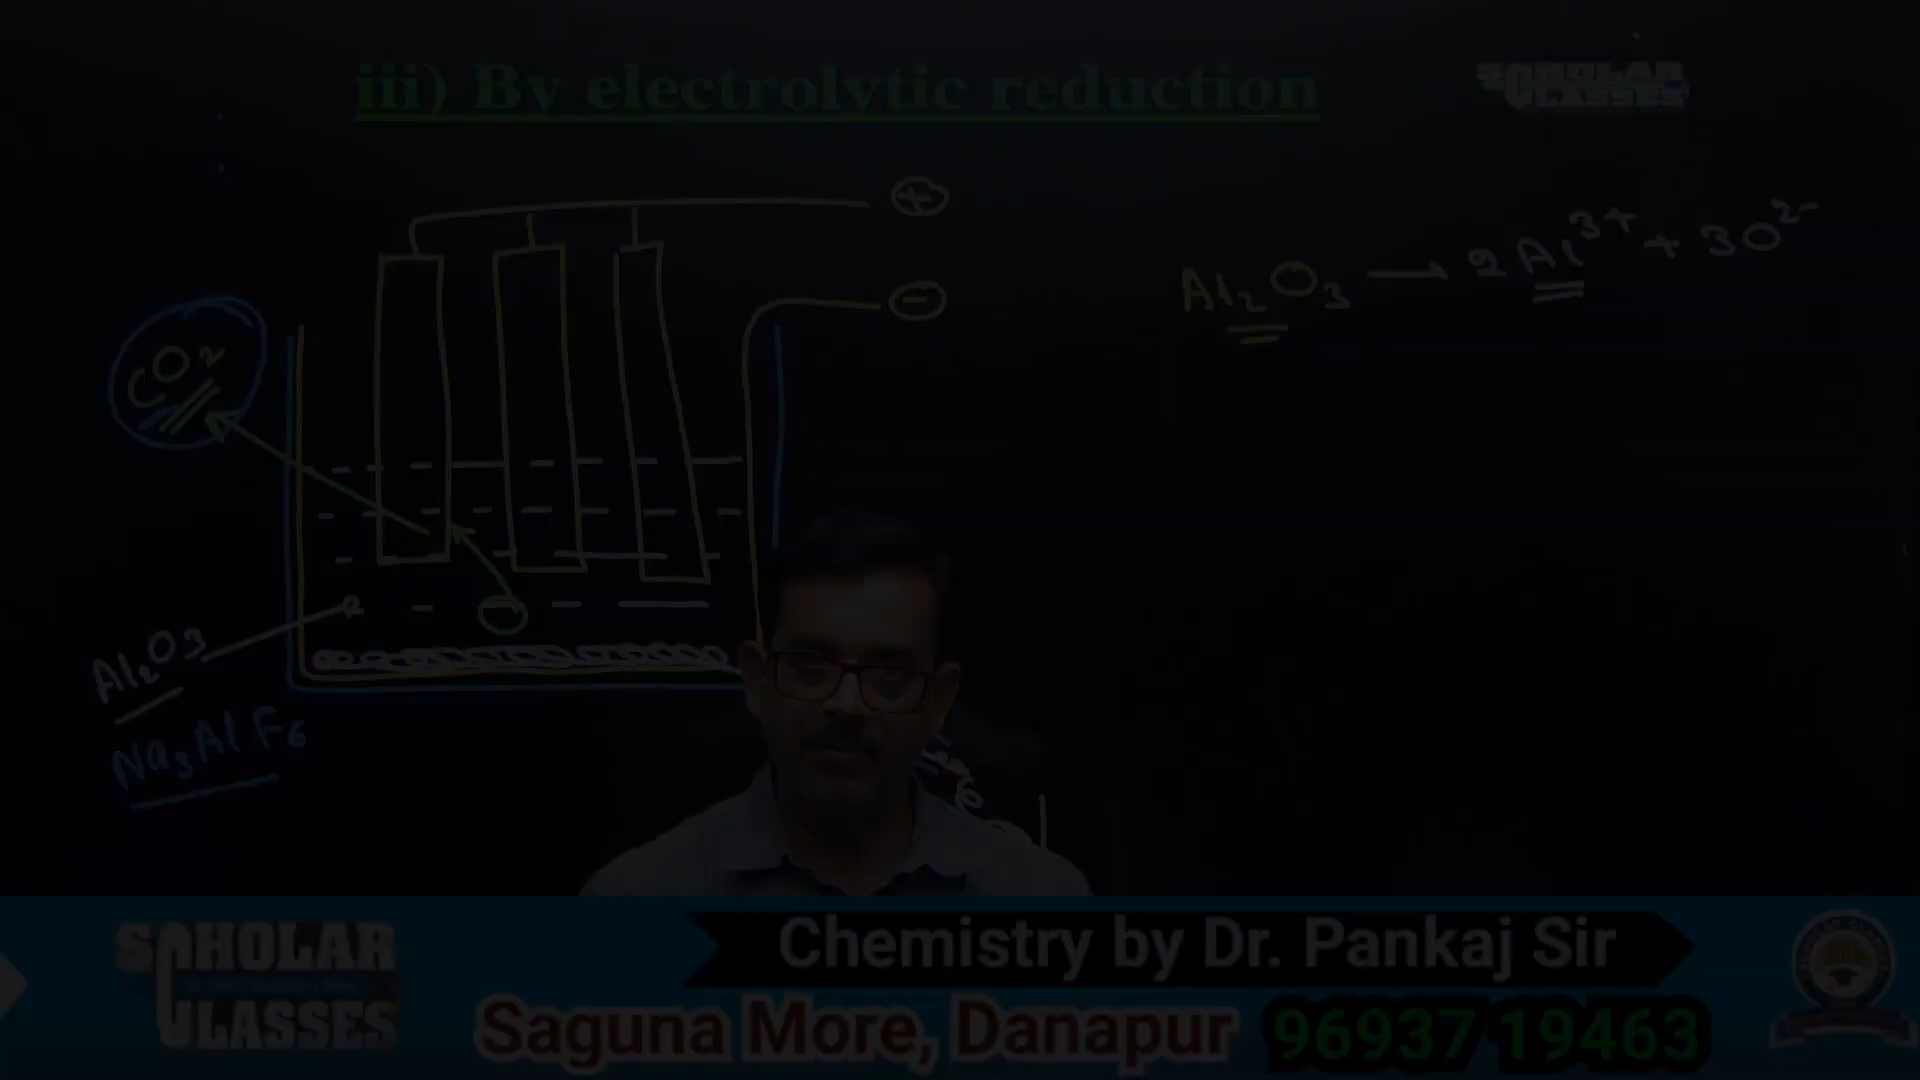 iii) By electrolytic reduction
SCHOLAR
CLASSES
+
−
Al₂O₃ → 2Al³⁺ + 3O²⁻
CO₂
Al₂O₃
Na₃AlF₆
SCHOLAR
CLASSES
Chemistry by Dr. Pankaj Sir
Saguna More, Danapur 96937 19463